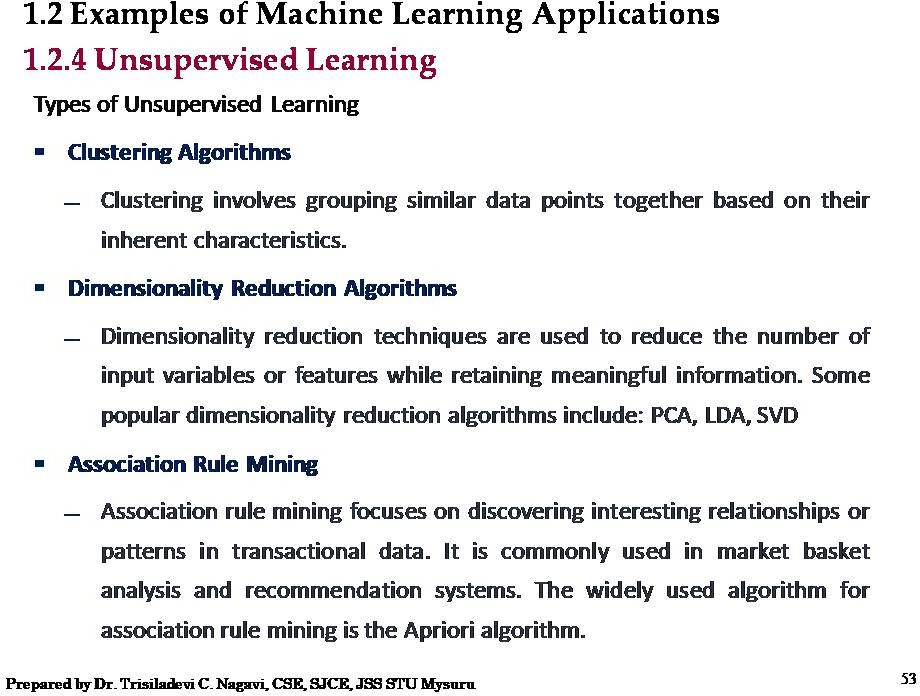 1.2 Examples of Machine Learning Applications
1.2.4 Unsupervised Learning
Types of Unsupervised Learning
▪ Clustering Algorithms
— Clustering involves grouping similar data points together based on their
inherent characteristics.
▪ Dimensionality Reduction Algorithms
— Dimensionality reduction techniques are used to reduce the number of
input variables or features while retaining meaningful information. Some
popular dimensionality reduction algorithms include: PCA, LDA, SVD
▪ Association Rule Mining
— Association rule mining focuses on discovering interesting relationships or
patterns in transactional data. It is commonly used in market basket
analysis and recommendation systems. The widely used algorithm for
association rule mining is the Apriori algorithm.
Prepared by Dr. Trisiladevi C. Nagavi, CSE, SJCE, JSS STU Mysuru
53